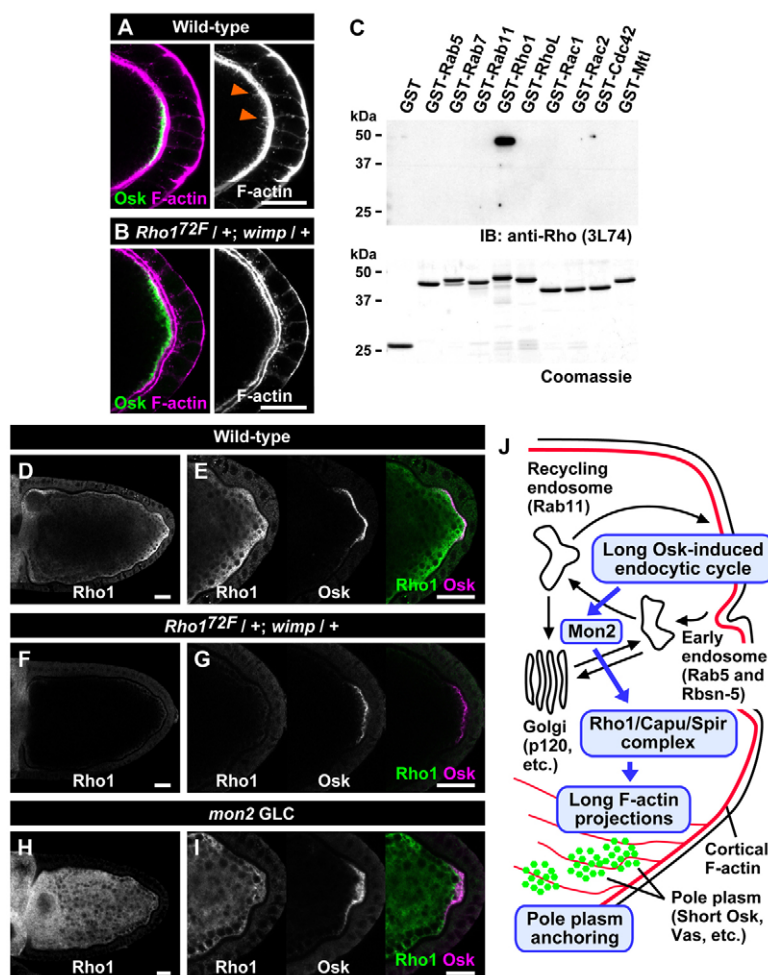 A
Wild-type
Osk F-actin
F-actin
B
Rho1⁷²ᶠ / +; wimp / +
Osk F-actin
F-actin
C
GST
GST-Rab5
GST-Rab7
GST-Rab11
GST-Rho1
GST-RhoL
GST-Rac1
GST-Rac2
GST-Cdc42
GST-Mtl
kDa
50
37
25
IB: anti-Rho (3L74)
kDa
50
37
25
Coomassie
Wild-type
D
Rho1
E
Rho1
Osk
Rho1 Osk
Rho1⁷²ᶠ / +; wimp / +
F
Rho1
G
Osk
Rho1 Osk
mon2 GLC
H
Rho1
I
Rho1
Osk
Rho1 Osk
J
Recycling
endosome
(Rab11)
Long Osk-induced
endocytic cycle
Mon2
Early
endosome
(Rab5 and
Rbsn-5)
Golgi
(p120,
etc.)
Rho1/Capu/Spir
complex
Long F-actin
projections
Cortical
F-actin
Pole plasm
(Short Osk,
Vas, etc.)
Pole plasm
anchoring